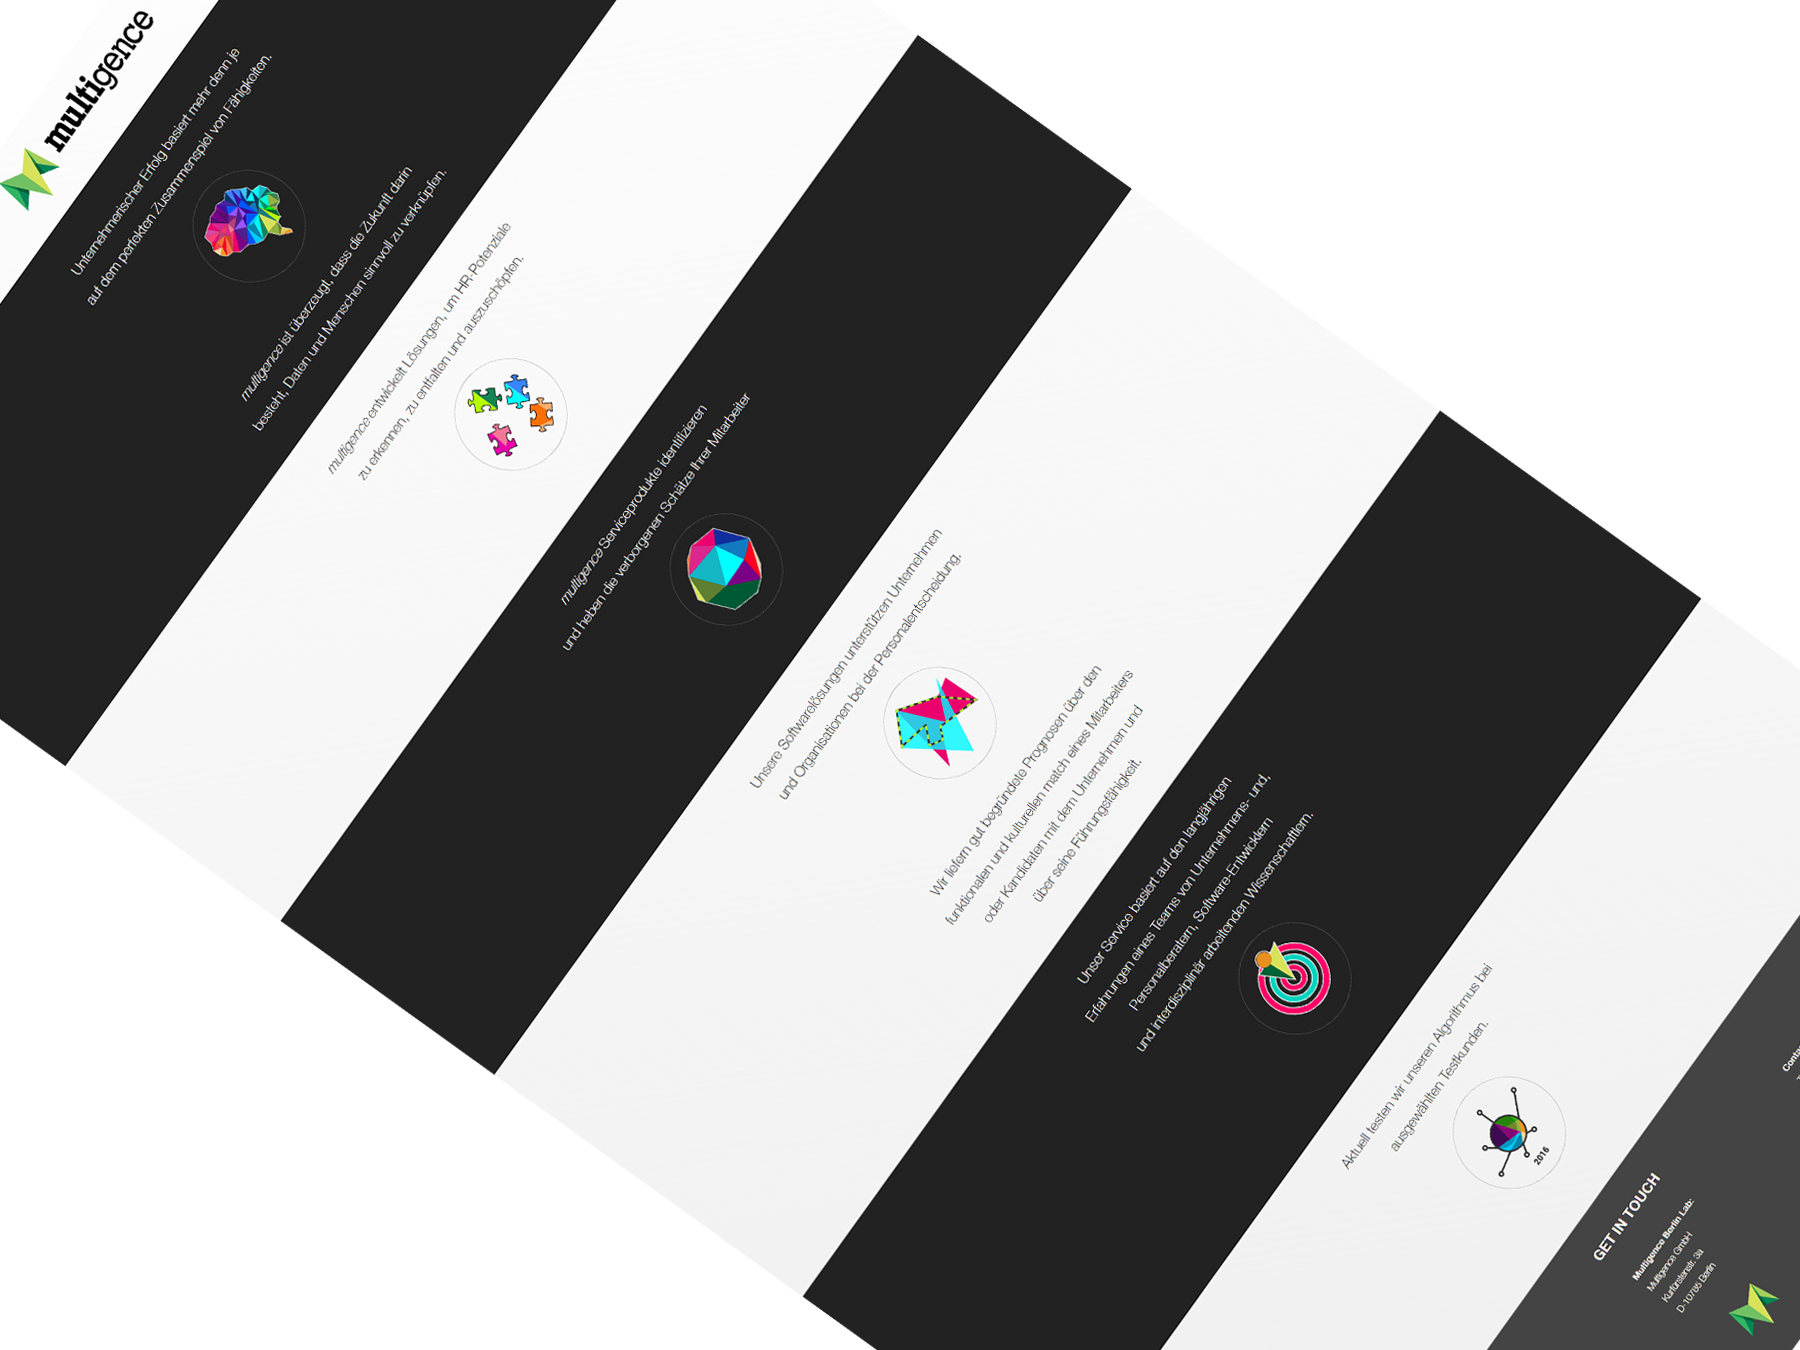 multigence
Unternehmerischer Erfolg basiert mehr denn je
auf dem perfekten Zusammenspiel von Fähigkeiten.
multigence ist überzeugt, dass die Zukunft darin
besteht, Daten und Menschen sinnvoll zu verknüpfen.
multigence entwickelt Lösungen, um HR-Potenziale
zu erkennen, zu entfalten und auszuschöpfen.
multigence Serviceprodukte identifizieren
und heben die verborgenen Schätze Ihrer Mitarbeiter
Unsere Softwarelösungen unterstützen Unternehmen
und Organisationen bei der Personalentscheidung.
Wir liefern gut begründete Prognosen über den
funktionalen und kulturellen match eines Mitarbeiters
oder Kandidaten mit dem Unternehmen und
über seine Führungsfähigkeit.
Unser Service basiert auf den langjährigen
Erfahrungen eines Teams von Unternehmens- und,
Personalberatern, Software-Entwicklern
und interdisziplinär arbeitenden Wissenschaftlern.
Aktuell testen wir unseren Algorithmus bei
ausgewählten Testkunden.
2016
GET IN TOUCH
Multigence Berlin Lab:
Multigence GmbH
Kurfürstenstr. 3a
D-10785 Berlin